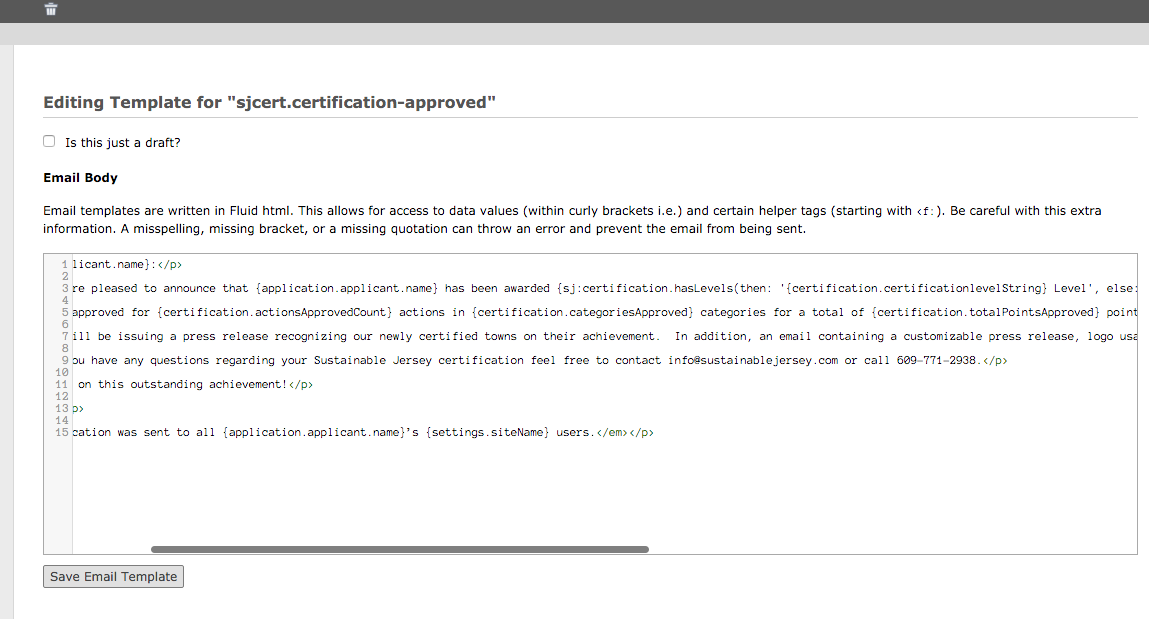 Editing Template for "sjcert.certification-approved"
Is this just a draft?
Email Body
Email templates are written in Fluid html. This allows for access to data values (within curly brackets i.e.) and certain helper tags (starting with <f:). Be careful with this extra
information. A misspelling, missing bracket, or a missing quotation can throw an error and prevent the email from being sent.
1 licant.name}:</p>
2
3 re pleased to announce that {application.applicant.name} has been awarded {sj:certification.hasLevels(then: '{certification.certificationlevelString} Level', else:
4
5 approved for {certification.actionsApprovedCount} actions in {certification.categoriesApproved} categories for a total of {certification.totalPointsApproved} point
6
7 ill be issuing a press release recognizing our newly certified towns on their achievement.  In addition, an email containing a customizable press release, logo usa
8
9 ou have any questions regarding your Sustainable Jersey certification feel free to contact info@sustainablejersey.com or call 609-771-2938.</p>
10
11 on this outstanding achievement!</p>
12
13 p>
14
15 cation was sent to all {application.applicant.name}'s {settings.siteName} users.</em></p>
Save Email Template